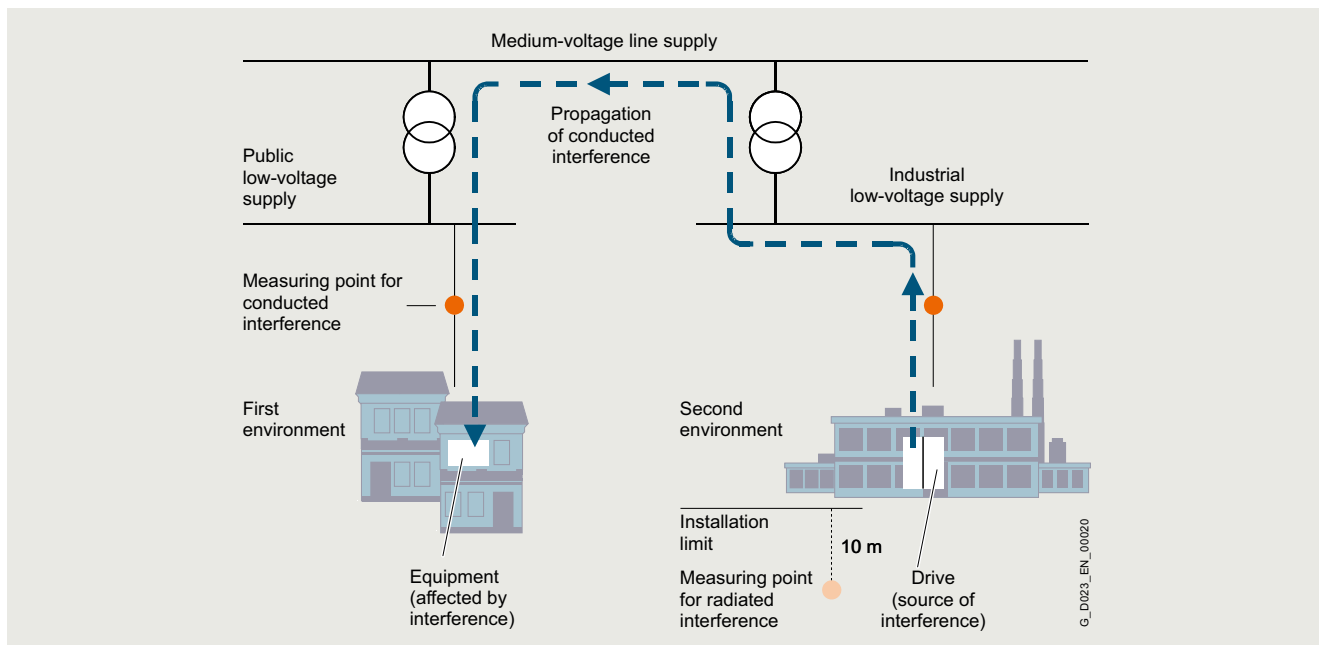 Medium-voltage line supply
Propagation
of conducted
interference
Public
low-voltage
supply
Industrial
low-voltage supply
Measuring point for
conducted
interference
First
environment
Second
environment
Installation
limit
10 m
Equipment
(affected by
interference)
Measuring point
for radiated
interference
Drive
(source of
interference)
G_D023_EN_00020